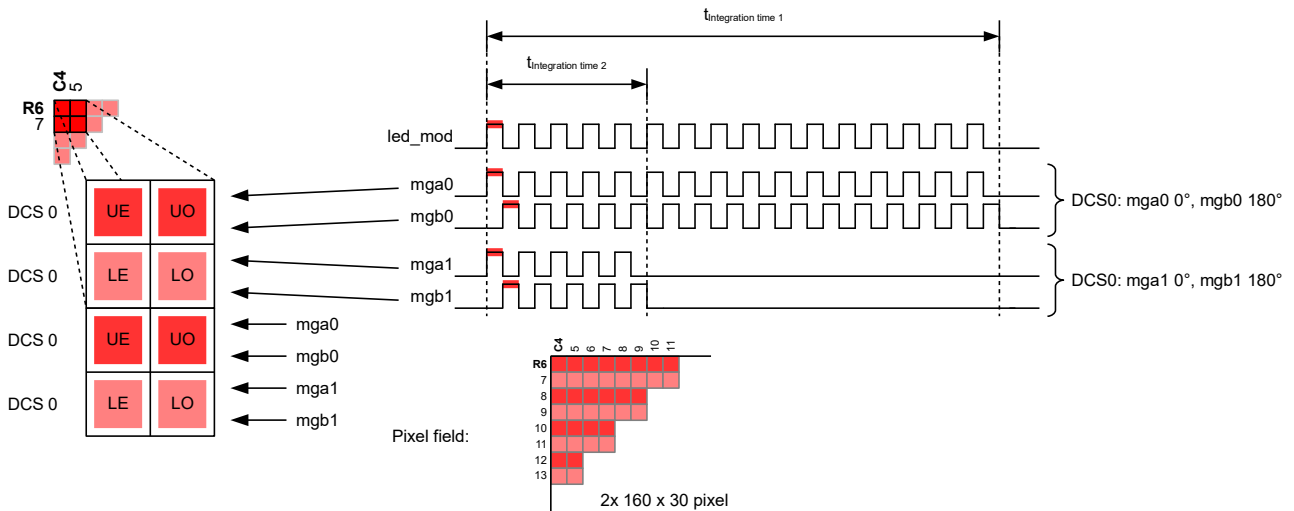 tIntegration time 1
tIntegration time 2
C4
5
R6
7
led_mod
mga0
mgb0
DCS0: mga0 0°, mgb0 180°
mga1
mgb1
DCS0: mga1 0°, mgb1 180°
DCS 0 UE UO
DCS 0 LE LO
DCS 0 UE UO
DCS 0 LE LO
mga0
mgb0
mga1
mgb1
Pixel field:
C4 5 6 7 8 9 10 11
R6
7
8
9
10
11
12
13
2x 160 x 30 pixel